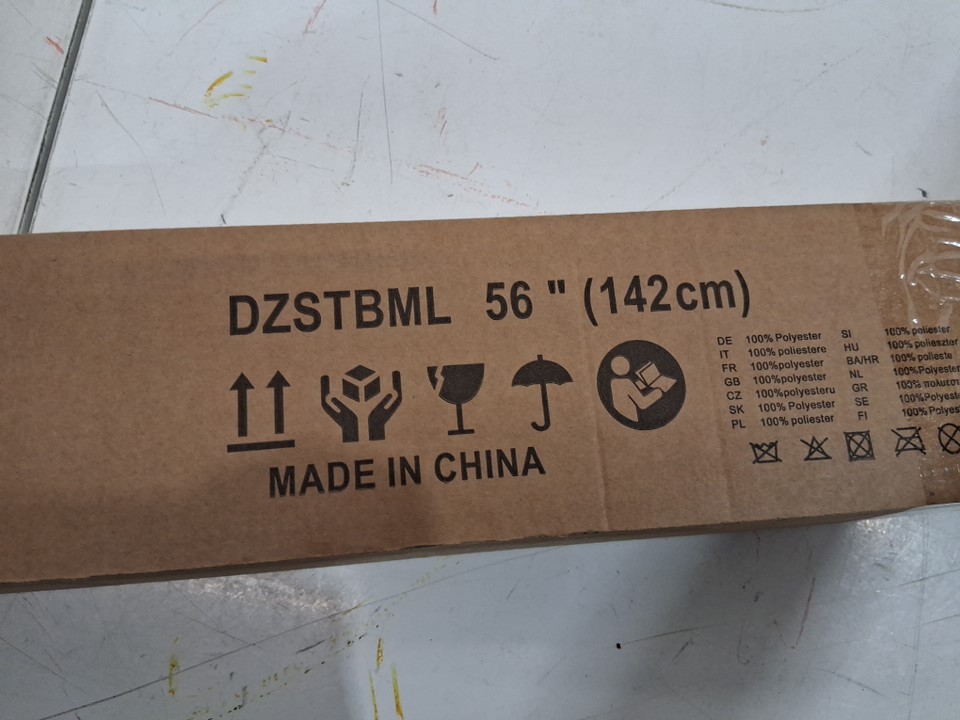 DZSTBML 56 " (142cm)
MADE IN CHINA
DE 100% Polyester
IT 100% poliestere
FR 100%polyester
GB 100%polyester
CZ 100%polyesteru
SK 100% Polyester
PL 100% poliester
SI 100% poliester
HU 100% poliészter
BA/HR 100% polieste
NL 100%Polyester
GR 100%
SE 100%Polyest
FI 100%Polyes